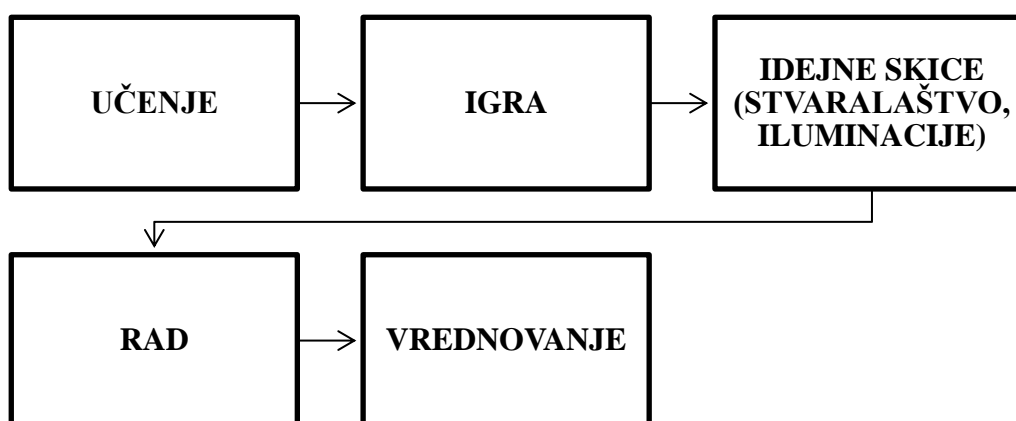 UČENJE
IGRA
IDEJNE SKICE
(STVARALAŠTVO,
ILUMINACIJE)
RAD
VREDNOVANJE